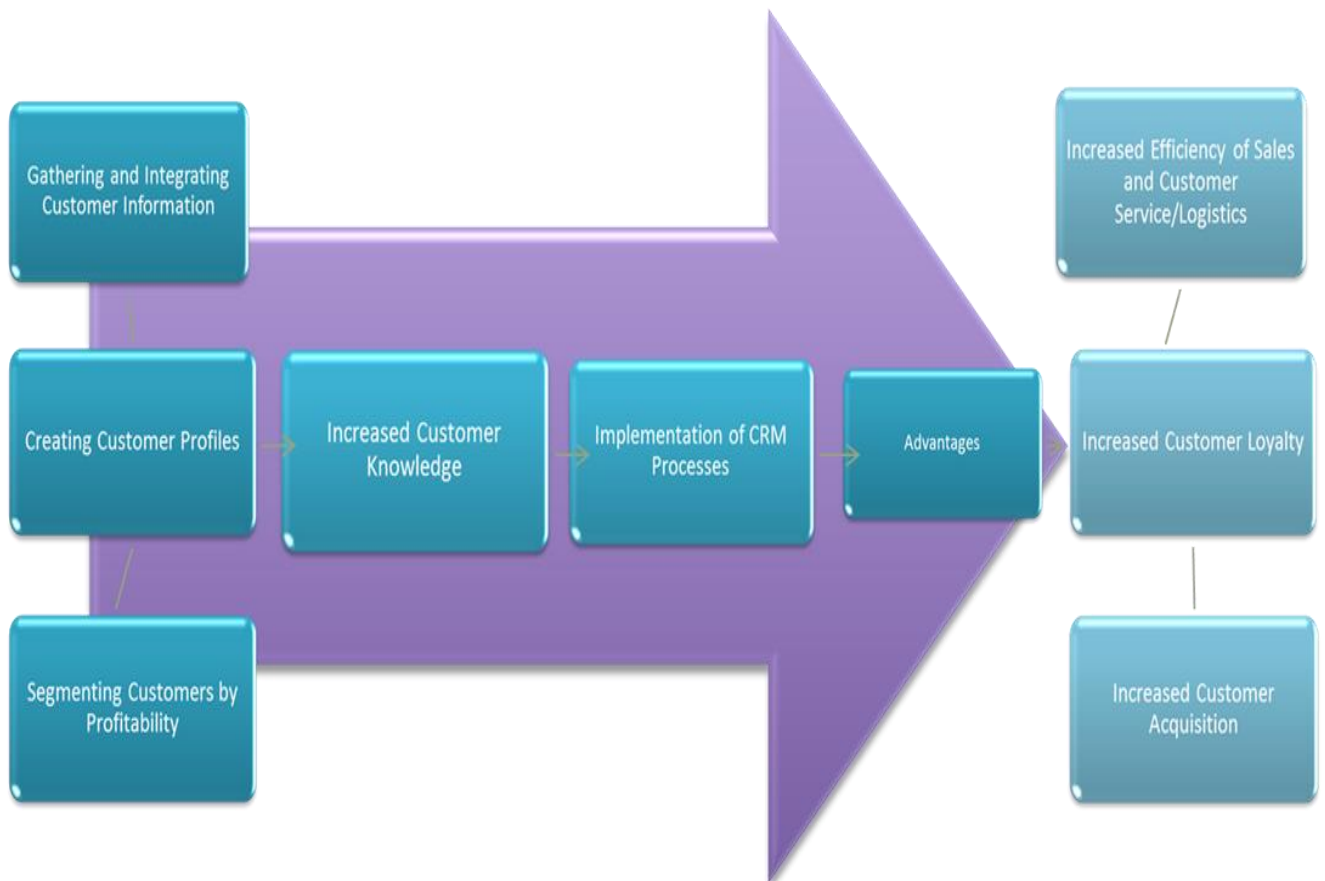 Gathering and Integrating
Customer Information
Creating Customer Profiles
Segmenting Customers by
Profitability
Increased Customer
Knowledge
Implementation of CRM
Processes
Advantages
Increased Efficiency of Sales
and Customer
Service/Logistics
Increased Customer Loyalty
Increased Customer
Acquisition